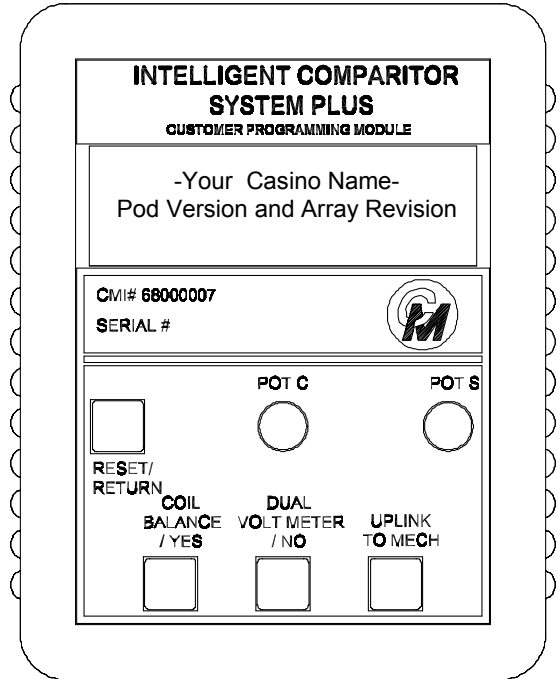 INTELLIGENT COMPARITOR
SYSTEM PLUS
CUSTOMER PROGRAMMING MODULE
-Your Casino Name-
Pod Version and Array Revision
CMI# 68000007
SERIAL #
CM
POT C
POT S
RESET/
RETURN
COIL
BALANCE
/ YES
DUAL
VOLT METER
/ NO
UPLINK
TO MECH